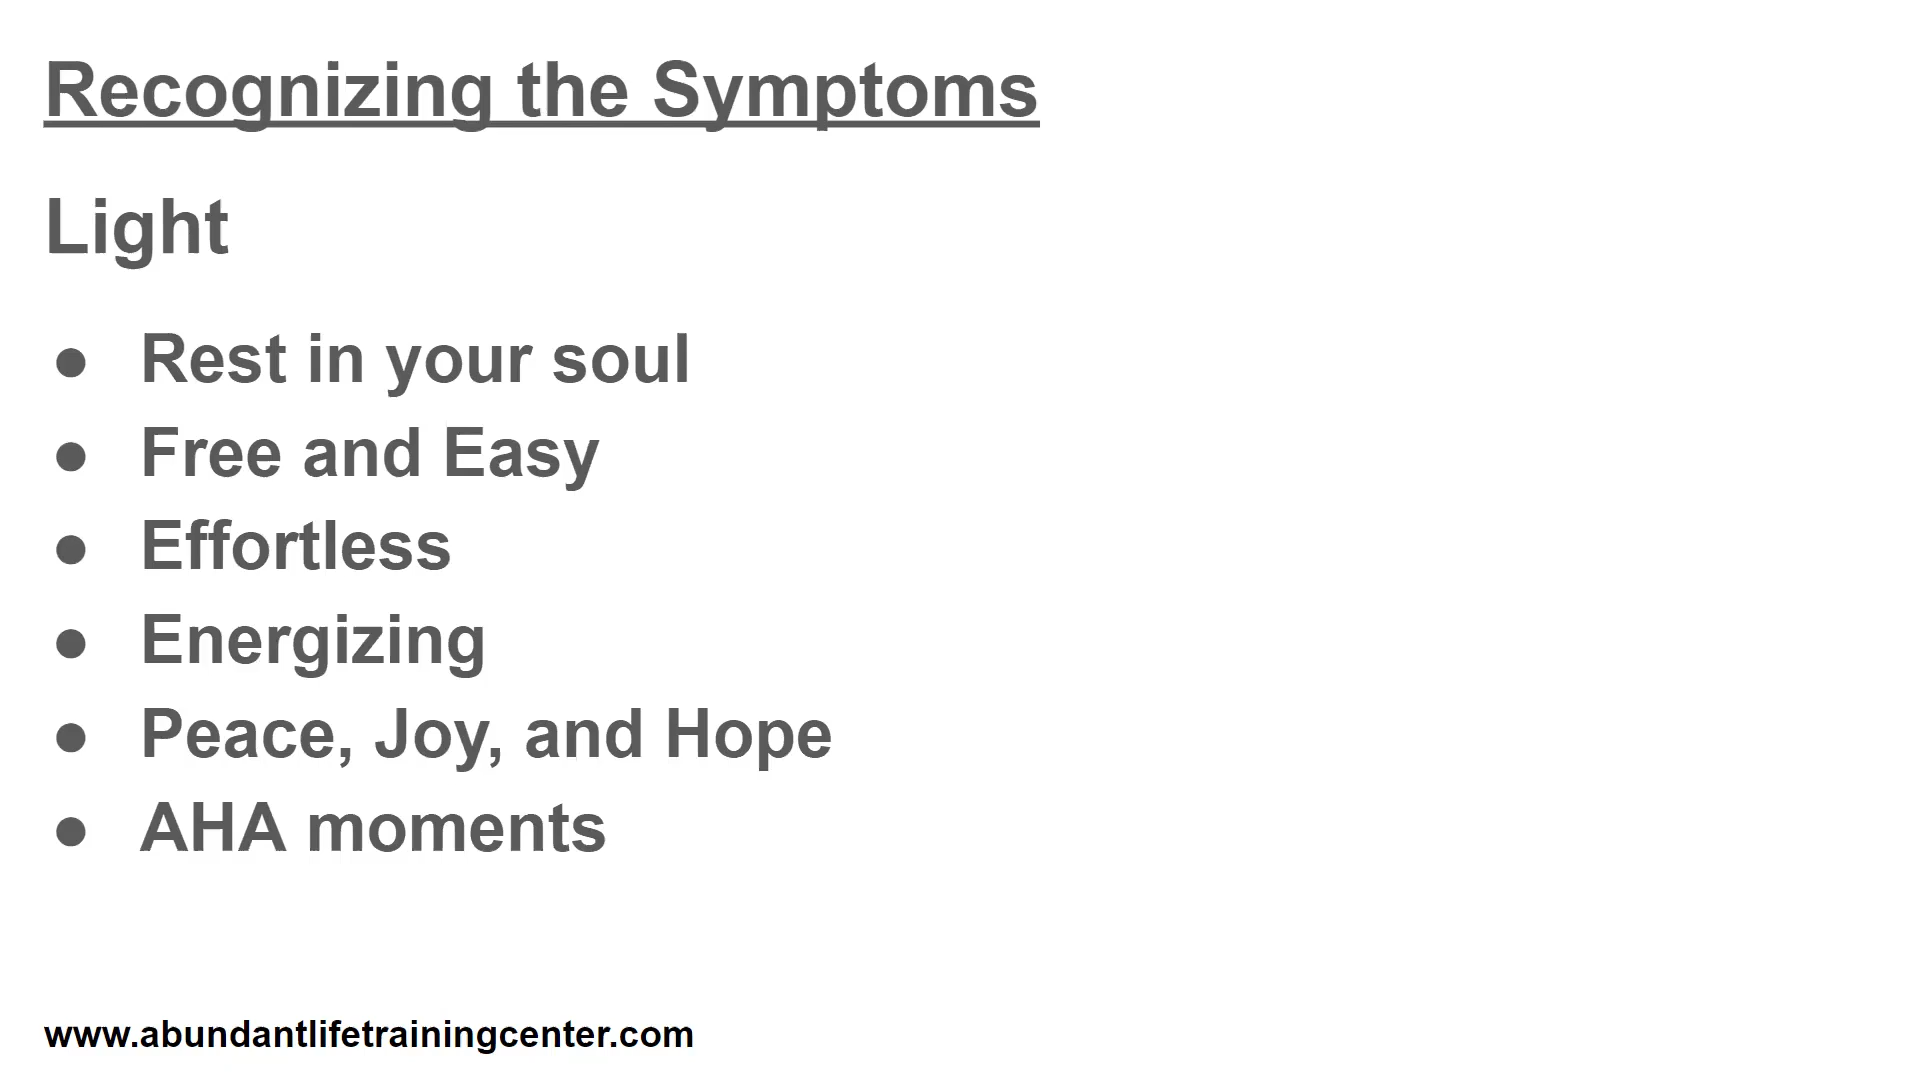 Recognizing the Symptoms
Light
● Rest in your soul
● Free and Easy
● Effortless
● Energizing
● Peace, Joy, and Hope
● AHA moments
www.abundantlifetrainingcenter.com